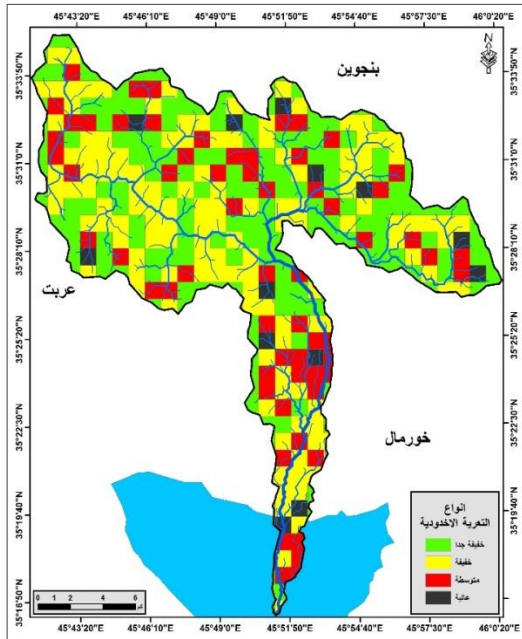 45°43'20"E 45°46'10"E 45°49'0"E 45°51'50"E 45°54'40"E 45°57'30"E 46°0'20"E
N
35°33'50"N 35°33'50"N
بنجوين
35°31'0"N 35°31'0"N
35°28'10"N 35°28'10"N
عربت
35°25'20"N 35°25'20"N
35°22'30"N 35°22'30"N
خورمال
35°19'40"N 35°19'40"N
انواع
التعرية الاخدودية
خفيفة جدا
خفيفة
متوسطة
عالية
0 1 2 4 6
كم
35°16'50"N 35°16'50"N
45°43'20"E 45°46'10"E 45°49'0"E 45°51'50"E 45°54'40"E 45°57'30"E 46°0'20"E